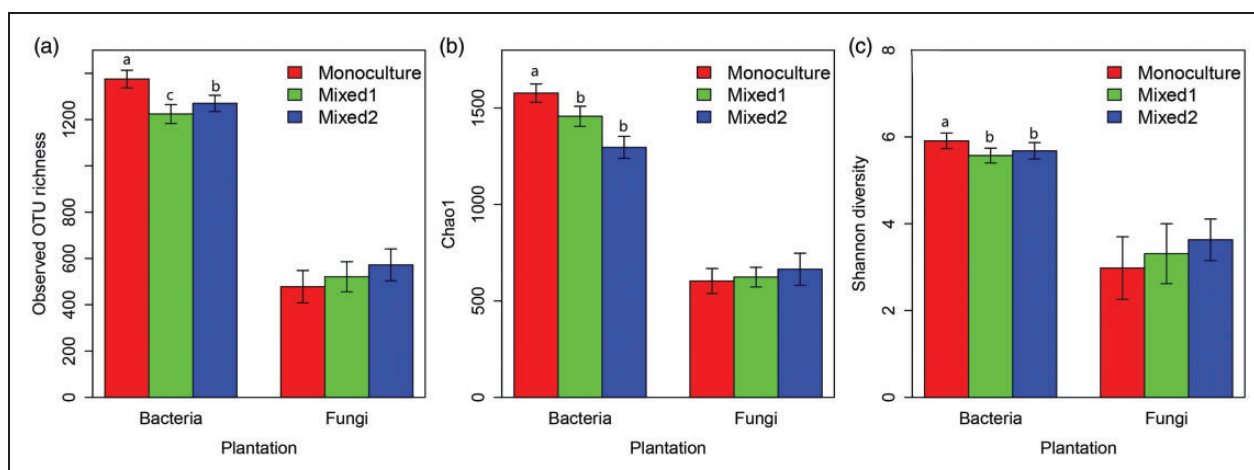 (a)
Observed OTU richness
0
200
400
600
800
1200
a
c
b
Monoculture
Mixed1
Mixed2
Bacteria
Fungi
Plantation
(b)
Chao1
0
500
1000
1500
a
b
b
Monoculture
Mixed1
Mixed2
Bacteria
Fungi
Plantation
(c)
Shannon diversity
0
2
4
6
8
a
b
b
Monoculture
Mixed1
Mixed2
Bacteria
Fungi
Plantation